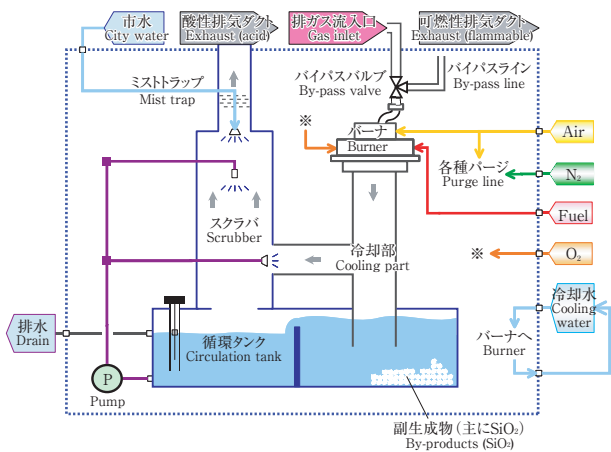 市水
City water
酸性排気ダクト
Exhaust (acid)
排ガス流入口
Gas inlet
可燃性排気ダクト
Exhaust (flammable)
ミストトラップ
Mist trap
バイパスバルブ
By-pass valve
バイパスライン
By-pass line
※
バーナ
Burner
Air
各種パージ
Purge line
N₂
Fuel
スクラバ
Scrubber
冷却部
Cooling part
※
O₂
冷却水
Cooling
water
排水
Drain
循環タンク
Circulation tank
バーナへ
Burner
P
Pump
副生成物（主にSiO₂）
By-products (SiO₂)